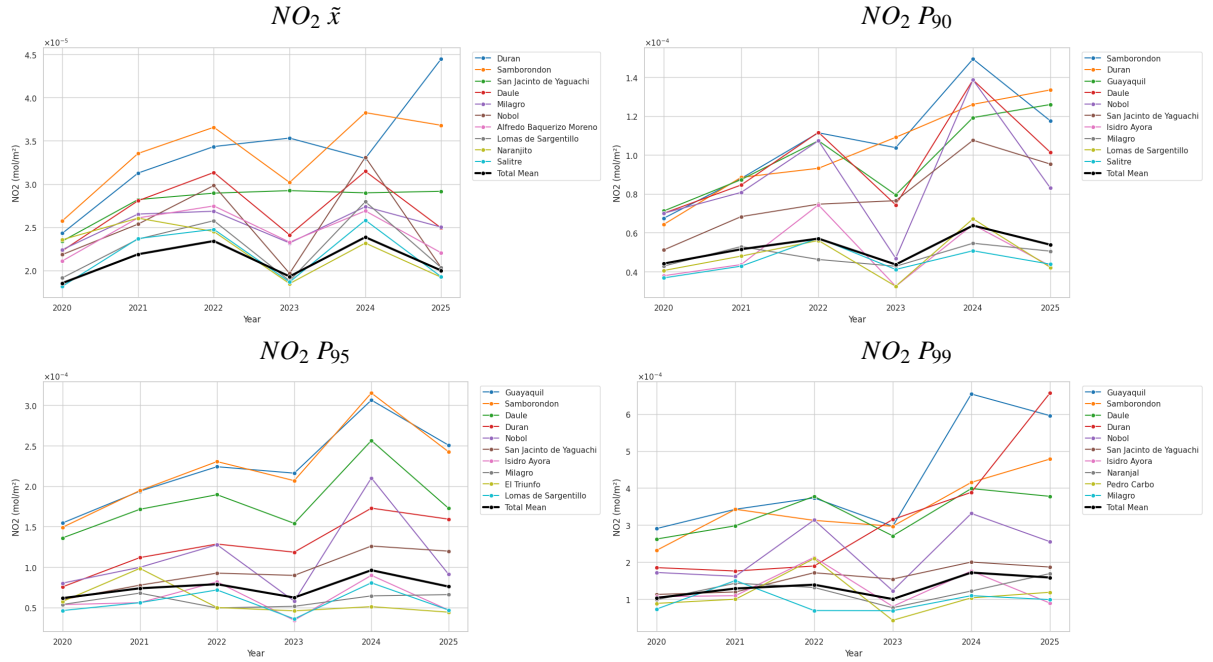 NO₂ x̃
×10⁻⁵
4.5
4.0
3.5
3.0
2.5
2.0
NO2 (mol/m²)
2020 2021 2022 2023 2024 2025
Year
Duran
Samborondon
San Jacinto de Yaguachi
Daule
Milagro
Nobol
Alfredo Baquerizo Moreno
Lomas de Sargentillo
Naranjito
Salitre
Total Mean
NO₂ P₉₀
×10⁻⁴
1.4
1.2
1.0
0.8
0.6
0.4
NO2 (mol/m²)
2020 2021 2022 2023 2024 2025
Year
Samborondon
Duran
Guayaquil
Daule
Nobol
San Jacinto de Yaguachi
Isidro Ayora
Milagro
Lomas de Sargentillo
Salitre
Total Mean
NO₂ P₉₅
×10⁻⁴
3.0
2.5
2.0
1.5
1.0
0.5
NO2 (mol/m²)
2020 2021 2022 2023 2024 2025
Year
Guayaquil
Samborondon
Daule
Duran
Nobol
San Jacinto de Yaguachi
Isidro Ayora
Milagro
El Triunfo
Lomas de Sargentillo
Total Mean
NO₂ P₉₉
×10⁻⁴
6
5
4
3
2
1
NO2 (mol/m²)
2020 2021 2022 2023 2024 2025
Year
Guayaquil
Samborondon
Daule
Duran
Nobol
San Jacinto de Yaguachi
Isidro Ayora
Naranjal
Pedro Carbo
Milagro
Total Mean